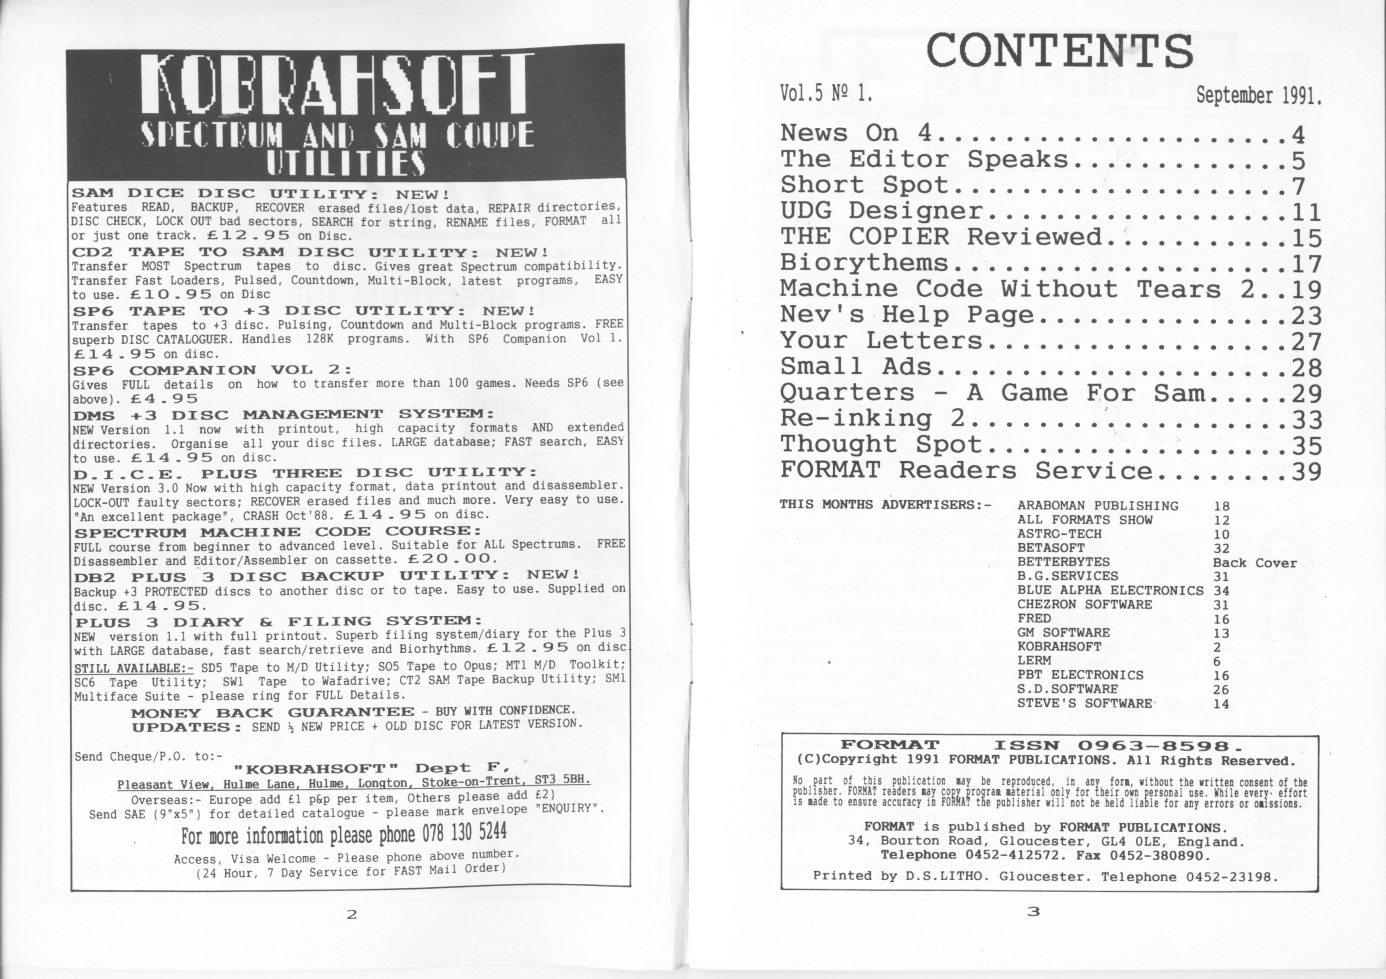 KOBRAHSOFT
SPECTRUM AND SAM COUPE
UTILITIES
SAM DICE DISC UTILITY: NEW!
Features READ, BACKUP, RECOVER erased files/lost data, REPAIR directories,
DISC CHECK, LOCK OUT bad sectors, SEARCH for string, RENAME files, FORMAT all
or just one track. £12.95 on Disc.
CD2 TAPE TO SAM DISC UTILITY: NEW!
Transfer MOST Spectrum tapes to disc. Gives great Spectrum compatibility.
Transfer Fast Loaders, Pulsed, Countdown, Multi-Block, latest programs, EASY
to use. £10.95 on Disc
SP6 TAPE TO +3 DISC UTILITY: NEW!
Transfer tapes to +3 disc. Pulsing, Countdown and Multi-Block programs. FREE
superb DISC CATALOGUER. Handles 128K programs. With SP6 Companion Vol 1.
£14.95 on disc.
SP6 COMPANION VOL 2:
Gives FULL details on how to transfer more than 100 games. Needs SP6 (see
above). £4.95
DMS +3 DISC MANAGEMENT SYSTEM:
NEW Version 1.1 now with printout, high capacity formats AND extended
directories. Organise all your disc files. LARGE database; FAST search, EASY
to use. £14.95 on disc.
D.I.C.E. PLUS THREE DISC UTILITY:
NEW Version 3.0 Now with high capacity format, data printout and disassembler.
LOCK-OUT faulty sectors; RECOVER erased files and much more. Very easy to use.
"An excellent package", CRASH Oct'88. £14.95 on disc.
SPECTRUM MACHINE CODE COURSE:
FULL course from beginner to advanced level. Suitable for ALL Spectrums. FREE
Disassembler and Editor/Assembler on cassette. £20.00.
DB2 PLUS 3 DISC BACKUP UTILITY: NEW!
Backup +3 PROTECTED discs to another disc or to tape. Easy to use. Supplied on
disc. £14.95.
PLUS 3 DIARY & FILING SYSTEM:
NEW version 1.1 with full printout. Superb filing system/diary for the Plus 3
with LARGE database, fast search/retrieve and Biorhythms. £12.95 on disc
STILL AVAILABLE:- SD5 Tape to M/D Utility; SO5 Tape to Opus; MT1 M/D Toolkit;
SC6 Tape Utility; SW1 Tape to Wafadrive; CT2 SAM Tape Backup Utility; SM1
Multiface Suite - please ring for FULL Details.
MONEY BACK GUARANTEE - BUY WITH CONFIDENCE.
UPDATES: SEND ½ NEW PRICE + OLD DISC FOR LATEST VERSION.
Send Cheque/P.O. to:-
"KOBRAHSOFT" Dept F,
Pleasant View, Hulme Lane, Hulme, Longton, Stoke-on-Trent, ST3 5BH.
Overseas:- Europe add £1 p&p per item, Others please add £2)
Send SAE (9"x5") for detailed catalogue - please mark envelope "ENQUIRY".
For more information please phone 078 130 5244
Access, Visa Welcome - Please phone above number.
(24 Hour, 7 Day Service for FAST Mail Order)
2
CONTENTS
Vol.5 Nº 1. September 1991.
News On 4......................4
The Editor Speaks.............5
Short Spot....................7
UDG Designer..................11
THE COPIER Reviewed...........15
Biorythems....................17
Machine Code Without Tears 2..19
Nev's Help Page...............23
Your Letters..................27
Small Ads.....................28
Quarters - A Game For Sam.....29
Re-inking 2...................33
Thought Spot..................35
FORMAT Readers Service........39
THIS MONTHS ADVERTISERS:- ARABOMAN PUBLISHING 18
ALL FORMATS SHOW 12
ASTRO-TECH 10
BETASOFT 32
BETTERBYTES Back Cover
B.G.SERVICES 31
BLUE ALPHA ELECTRONICS 34
CHEZRON SOFTWARE 31
FRED 16
GM SOFTWARE 13
KOBRAHSOFT 2
LERM 6
PBT ELECTRONICS 16
S.D.SOFTWARE 26
STEVE'S SOFTWARE 14
FORMAT ISSN 0963-8598.
(C)Copyright 1991 FORMAT PUBLICATIONS. All Rights Reserved.
No part of this publication may be reproduced, in any form, without the written consent of the
publisher. FORMAT readers may copy program material only for their own personal use. While every effort
is made to ensure accuracy in FORMAT the publisher will not be held liable for any errors or omissions.
FORMAT is published by FORMAT PUBLICATIONS.
34, Bourton Road, Gloucester, GL4 0LE, England.
Telephone 0452-412572. Fax 0452-380890.
Printed by D.S.LITHO. Gloucester. Telephone 0452-23198.
3